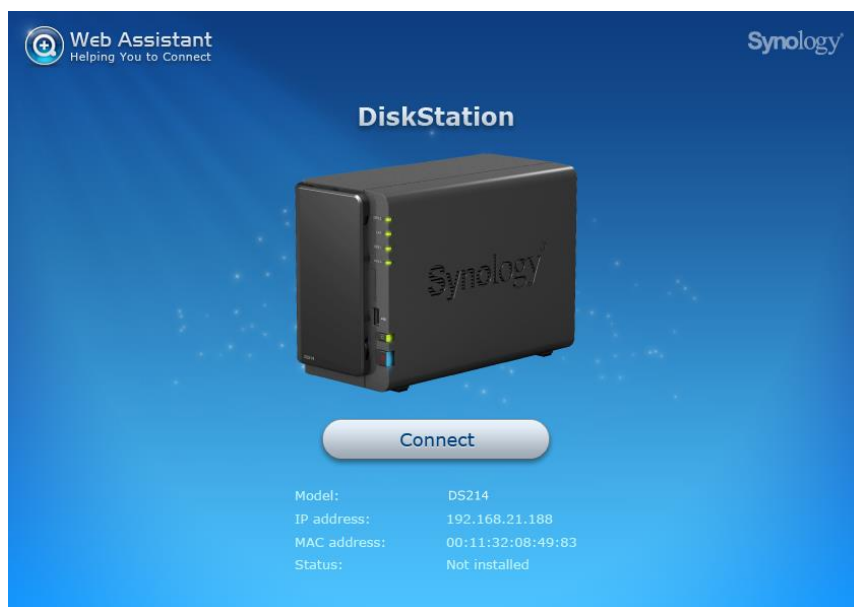 Web Assistant
Helping You to Connect
Synology
DiskStation
Synology
Connect
Model: DS214
IP address: 192.168.21.188
MAC address: 00:11:32:08:49:83
Status: Not installed